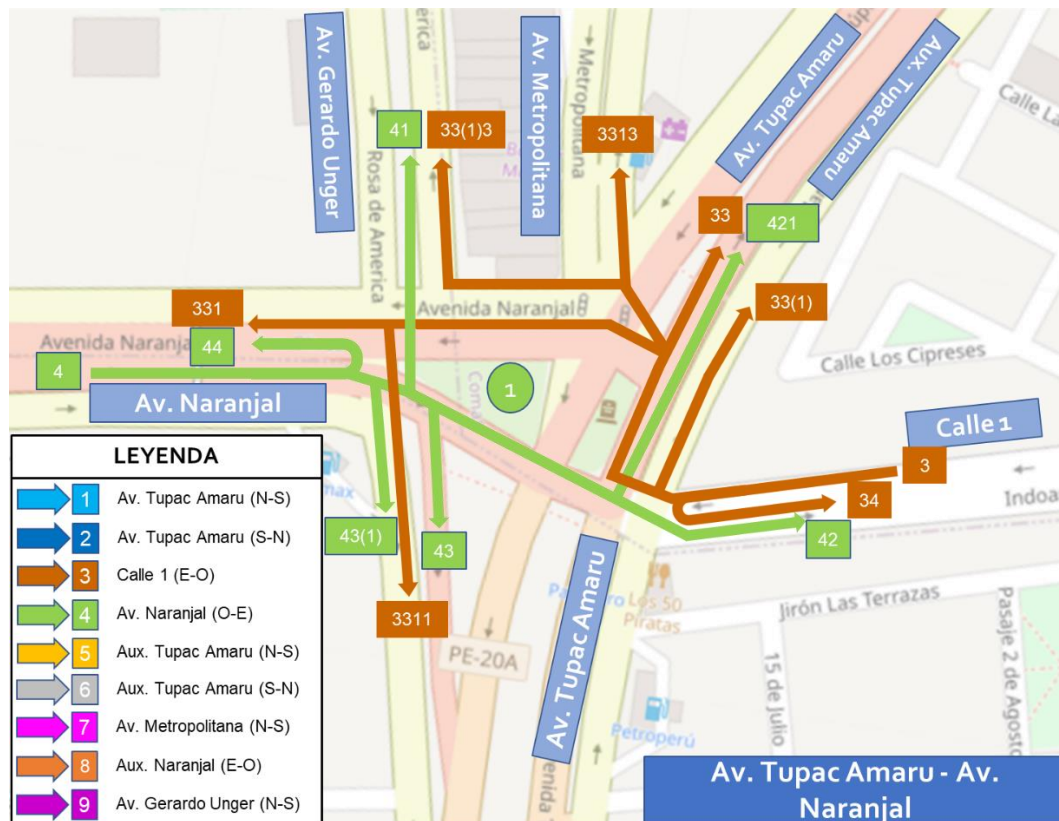 Av. Gerardo Unger
Av. Metropolitana
Av. Tupac Amaru
Aux. Tupac Amaru
erica
Metropolitana
Calle La
41
33(1)3
3313
Rosa de America
33
421
331
Avenida Naranjal
33(1)
Avenida Naranj
44
4
1
Coma
Calle Los Cipreses
Av. Naranjal
Calle 1
3
34
Indoa
42
max
43(1)
43
3311
Los 50
Piratas
Jirón Las Terrazas
PE-20A
15 de Julio
Pasaje 2 de Agosto
Av. Tupac Amaru
Petroperú
venida
LEYENDA
1 Av. Tupac Amaru (N-S)
2 Av. Tupac Amaru (S-N)
3 Calle 1 (E-O)
4 Av. Naranjal (O-E)
5 Aux. Tupac Amaru (N-S)
6 Aux. Tupac Amaru (S-N)
7 Av. Metropolitana (N-S)
8 Aux. Naranjal (E-O)
9 Av. Gerardo Unger (N-S)
Av. Tupac Amaru - Av.
Naranjal